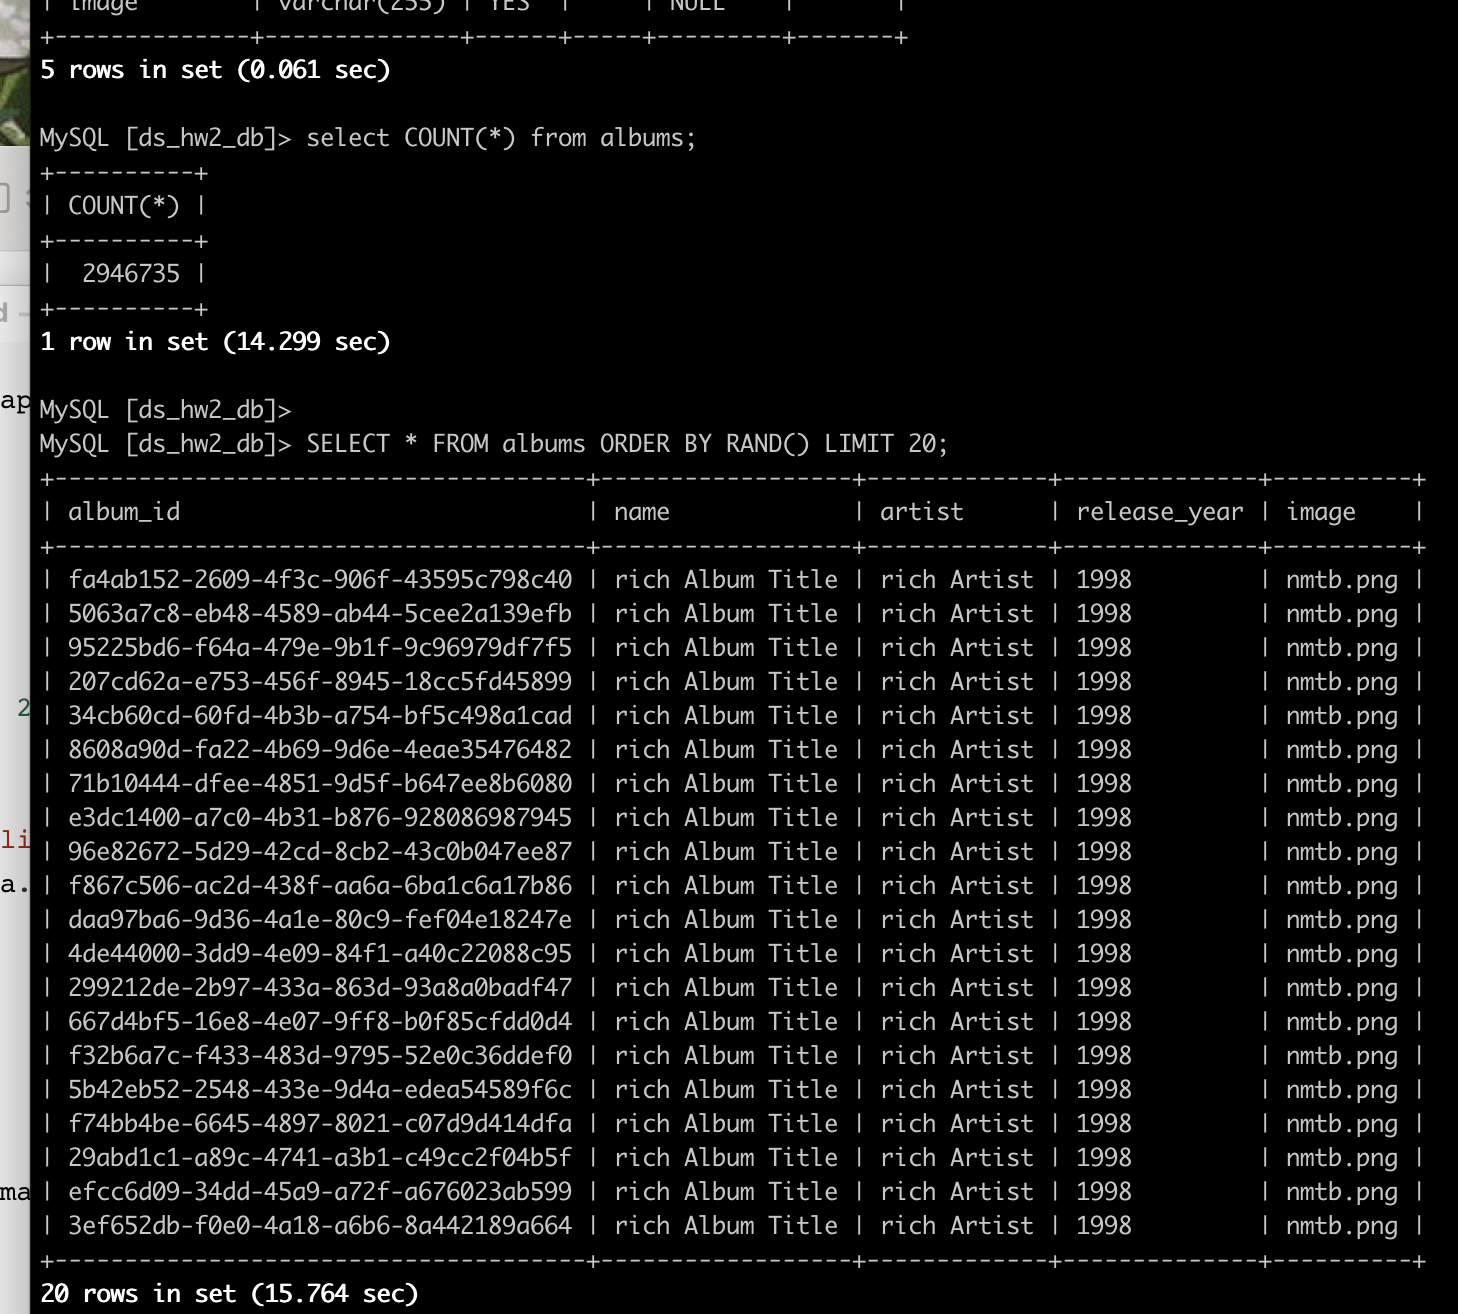 | image | varchar(255) | YES | | NULL | |
+--------------+--------------+------+-----+---------+-------+
5 rows in set (0.061 sec)
MySQL [ds_hw2_db]> select COUNT(*) from albums;
+----------+
| COUNT(*) |
+----------+
| 2946735 |
+----------+
1 row in set (14.299 sec)
ap
MySQL [ds_hw2_db]>
MySQL [ds_hw2_db]> SELECT * FROM albums ORDER BY RAND() LIMIT 20;
+--------------------------------------+------------------+-------------+--------------+----------+
| album_id | name | artist | release_year | image |
+--------------------------------------+------------------+-------------+--------------+----------+
| fa4ab152-2609-4f3c-906f-43595c798c40 | rich Album Title | rich Artist | 1998 | nmtb.png |
| 5063a7c8-eb48-4589-ab44-5cee2a139efb | rich Album Title | rich Artist | 1998 | nmtb.png |
| 95225bd6-f64a-479e-9b1f-9c96979df7f5 | rich Album Title | rich Artist | 1998 | nmtb.png |
| 207cd62a-e753-456f-8945-18cc5fd45899 | rich Album Title | rich Artist | 1998 | nmtb.png |
2
| 34cb60cd-60fd-4b3b-a754-bf5c498a1cad | rich Album Title | rich Artist | 1998 | nmtb.png |
| 8608a90d-fa22-4b69-9d6e-4eae35476482 | rich Album Title | rich Artist | 1998 | nmtb.png |
| 71b10444-dfee-4851-9d5f-b647ee8b6080 | rich Album Title | rich Artist | 1998 | nmtb.png |
| e3dc1400-a7c0-4b31-b876-928086987945 | rich Album Title | rich Artist | 1998 | nmtb.png |
li
| 96e82672-5d29-42cd-8cb2-43c0b047ee87 | rich Album Title | rich Artist | 1998 | nmtb.png |
a.
| f867c506-ac2d-438f-aa6a-6ba1c6a17b86 | rich Album Title | rich Artist | 1998 | nmtb.png |
| daa97ba6-9d36-4a1e-80c9-fef04e18247e | rich Album Title | rich Artist | 1998 | nmtb.png |
| 4de44000-3dd9-4e09-84f1-a40c22088c95 | rich Album Title | rich Artist | 1998 | nmtb.png |
| 299212de-2b97-433a-863d-93a8a0badf47 | rich Album Title | rich Artist | 1998 | nmtb.png |
| 667d4bf5-16e8-4e07-9ff8-b0f85cfdd0d4 | rich Album Title | rich Artist | 1998 | nmtb.png |
| f32b6a7c-f433-483d-9795-52e0c36ddef0 | rich Album Title | rich Artist | 1998 | nmtb.png |
| 5b42eb52-2548-433e-9d4a-edea54589f6c | rich Album Title | rich Artist | 1998 | nmtb.png |
| f74bb4be-6645-4897-8021-c07d9d414dfa | rich Album Title | rich Artist | 1998 | nmtb.png |
| 29abd1c1-a89c-4741-a3b1-c49cc2f04b5f | rich Album Title | rich Artist | 1998 | nmtb.png |
ma
| efcc6d09-34dd-45a9-a72f-a676023ab599 | rich Album Title | rich Artist | 1998 | nmtb.png |
| 3ef652db-f0e0-4a18-a6b6-8a442189a664 | rich Album Title | rich Artist | 1998 | nmtb.png |
+--------------------------------------+------------------+-------------+--------------+----------+
20 rows in set (15.764 sec)